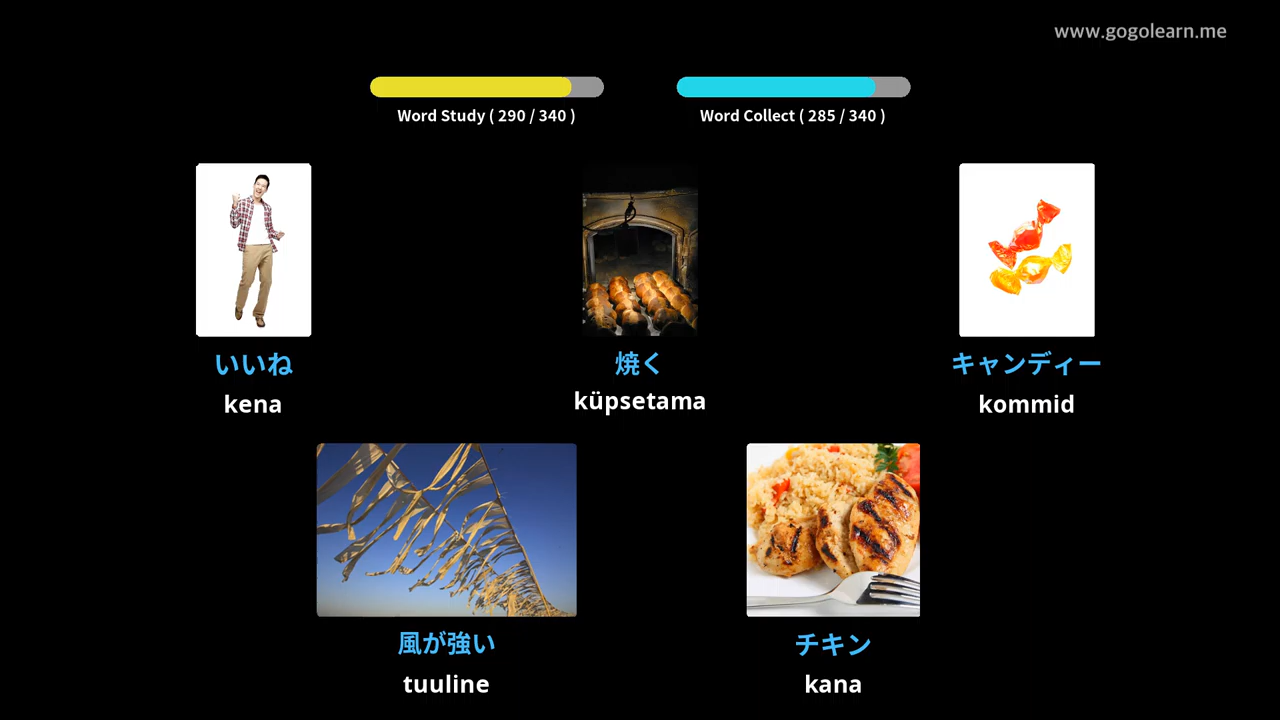 www.gogolearn.me
Word Study ( 290 / 340 )
Word Collect ( 285 / 340 )
いいね
kena
焼く
küpsetama
キャンディー
kommid
風が強い
tuuline
チキン
kana